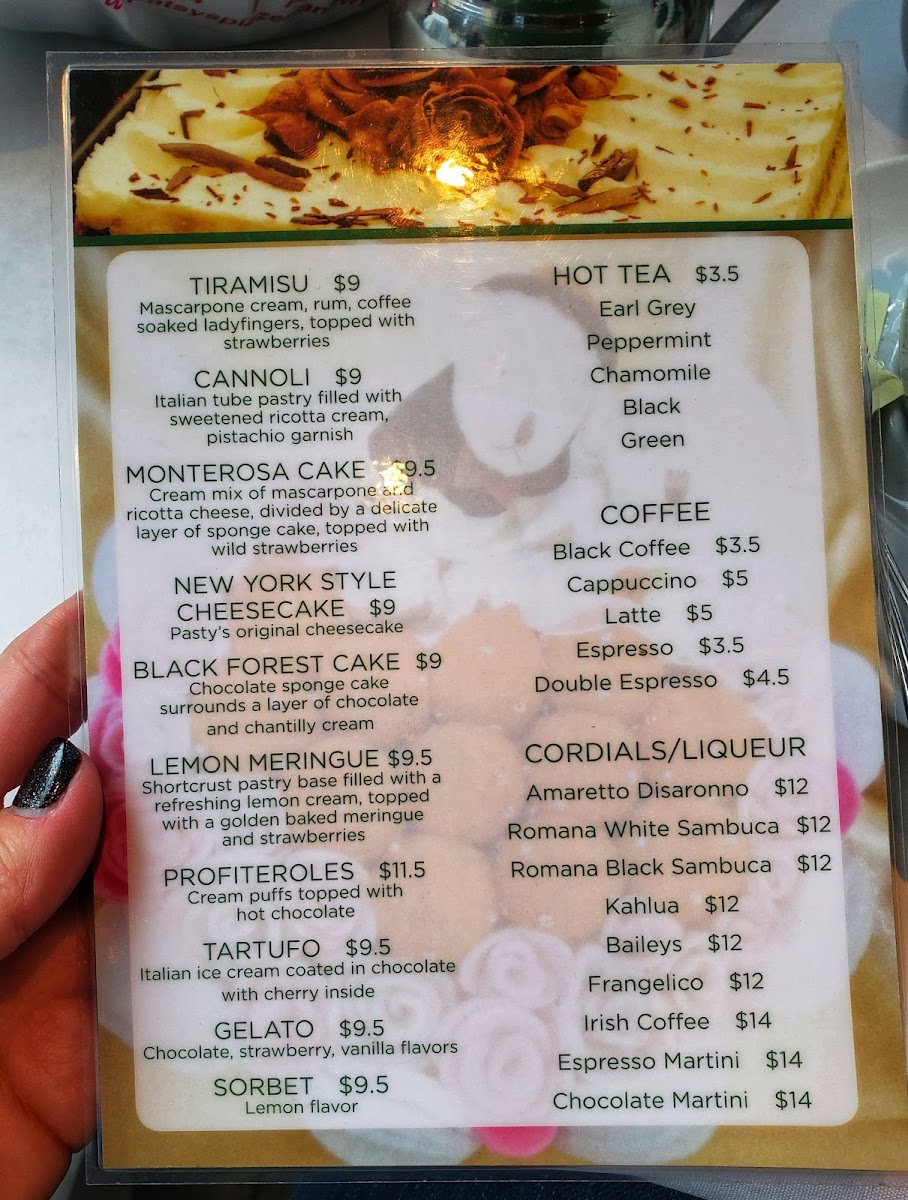 TIRAMISU $9
Mascarpone cream, rum, coffee
soaked ladyfingers, topped with
strawberries
CANNOLI $9
Italian tube pastry filled with
sweetened ricotta cream,
pistachio garnish
MONTEROSA CAKE $9.5
Cream mix of mascarpone and
ricotta cheese, divided by a delicate
layer of sponge cake, topped with
wild strawberries
NEW YORK STYLE
CHEESECAKE $9
Pasty's original cheesecake
BLACK FOREST CAKE $9
Chocolate sponge cake
surrounds a layer of chocolate
and chantilly cream
LEMON MERINGUE $9.5
Shortcrust pastry base filled with a
refreshing lemon cream, topped
with a golden baked meringue
and strawberries
PROFITEROLES $11.5
Cream puffs topped with
hot chocolate
TARTUFO $9.5
Italian ice cream coated in chocolate
with cherry inside
GELATO $9.5
Chocolate, strawberry, vanilla flavors
SORBET $9.5
Lemon flavor
HOT TEA $3.5
Earl Grey
Peppermint
Chamomile
Black
Green
COFFEE
Black Coffee $3.5
Cappuccino $5
Latte $5
Espresso $3.5
Double Espresso $4.5
CORDIALS/LIQUEUR
Amaretto Disaronno $12
Romana White Sambuca $12
Romana Black Sambuca $12
Kahlua $12
Baileys $12
Frangelico $12
Irish Coffee $14
Espresso Martini $14
Chocolate Martini $14